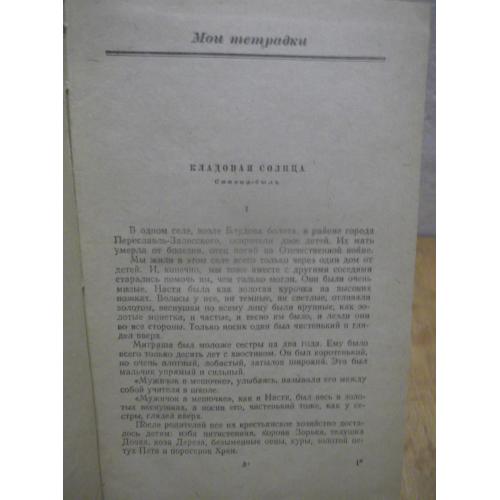 Мои тетрадки
КЛАДОВАЯ СОЛНЦА
Сказка-быль
I
В одном селе, возле Блудова болота, в районе города
Переславль-Залесского, осиротели двое детей. Их мать
умерла от болезни, отец погиб на Отечественной войне.
Мы жили в этом селе всего только через один дом от
детей. И, конечно, мы тоже вместе с другими соседями
старались помочь им, чем только могли. Они были очень
милые. Настя была как золотая курочка на высоких
ножках. Волосы у нее, ни темные, ни светлые, отливали
золотом, веснушки по всему лицу были крупные, как зо-
лотые монетки, и частые, и тесно им было, и лезли они
во все стороны. Только носик один был чистенький и гля-
дел вверх.
Митраша был моложе сестры на два года. Ему было
всего только десять лет с хвостиком. Он был коротенький,
но очень плотный, лобастый, затылок широкий. Это был
мальчик упрямый и сильный.
«Мужичок в мешочке», улыбаясь, называли его между
собой учителя в школе.
«Мужичок в мешочке», как и Настя, был весь в золо-
тых веснушках, а носик его, чистенький тоже, как у се-
стры, глядел вверх.
После родителей все их крестьянское хозяйство доста-
лось детям: изба пятистенная, корова Зорька, телушка
Дочка, коза Дереза, безыменные овцы, куры, золотой пе-
тух Петя и поросенок Хрен.
1*